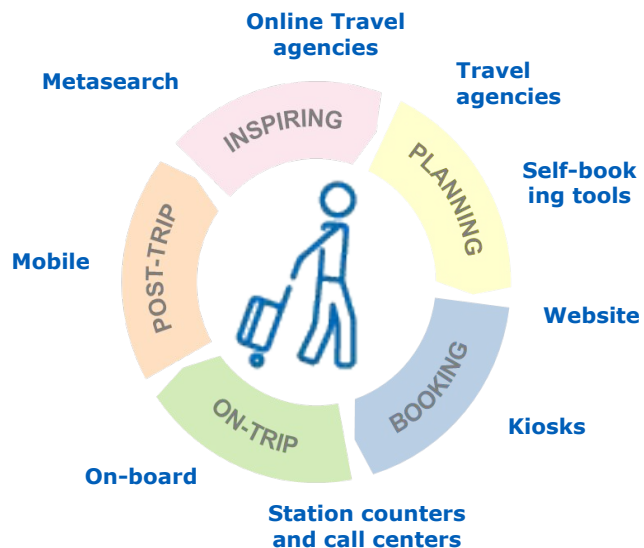 Online Travel
agencies
Metasearch
Travel
agencies
INSPIRING
PLANNING
Self-book
ing tools
POST-TRIP
Mobile
Website
BOOKING
ON-TRIP
Kiosks
On-board
Station counters
and call centers